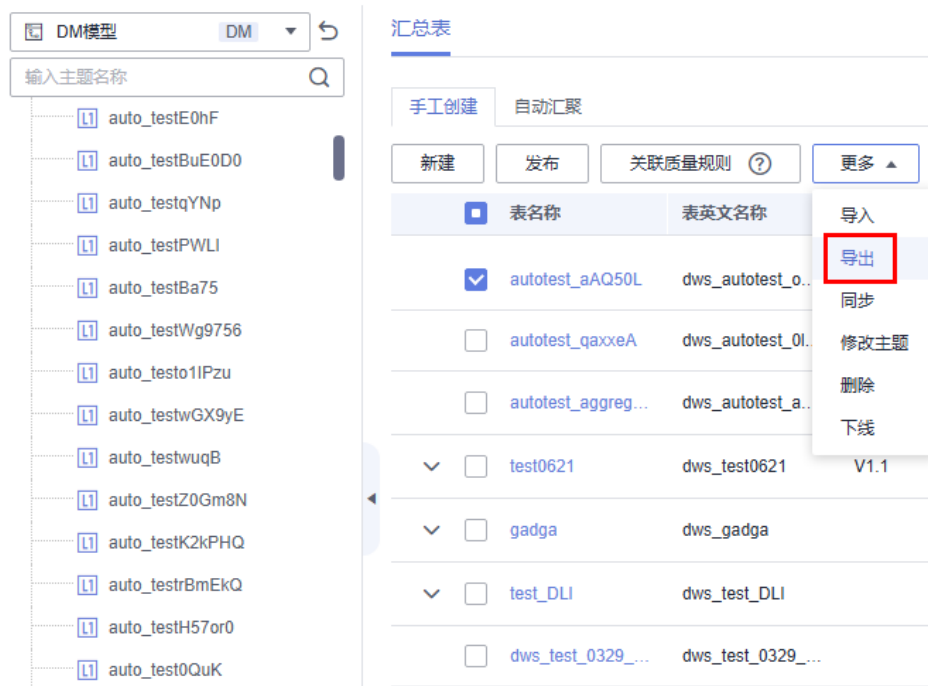 DM模型 DM
输入主题名称
auto_testE0hF
auto_testBuE0D0
auto_testqYNp
auto_testPWLI
auto_testBa75
auto_testWg9756
auto_testo1IPzu
auto_testwGX9yE
auto_testwuqB
auto_testZ0Gm8N
auto_testK2kPHQ
auto_testrBmEkQ
auto_testH57or0
auto_test0QuK
汇总表
手工创建 自动汇聚
新建 发布 关联质量规则 ? 更多
表名称 表英文名称
autotest_aAQ50L dws_autotest_o...
autotest_qaxxeA dws_autotest_0l...
autotest_aggreg... dws_autotest_a...
test0621 dws_test0621 V1.1
gadga dws_gadga
test_DLI dws_test_DLI
dws_test_0329_... dws_test_0329_...
导入
导出
同步
修改主题
删除
下线